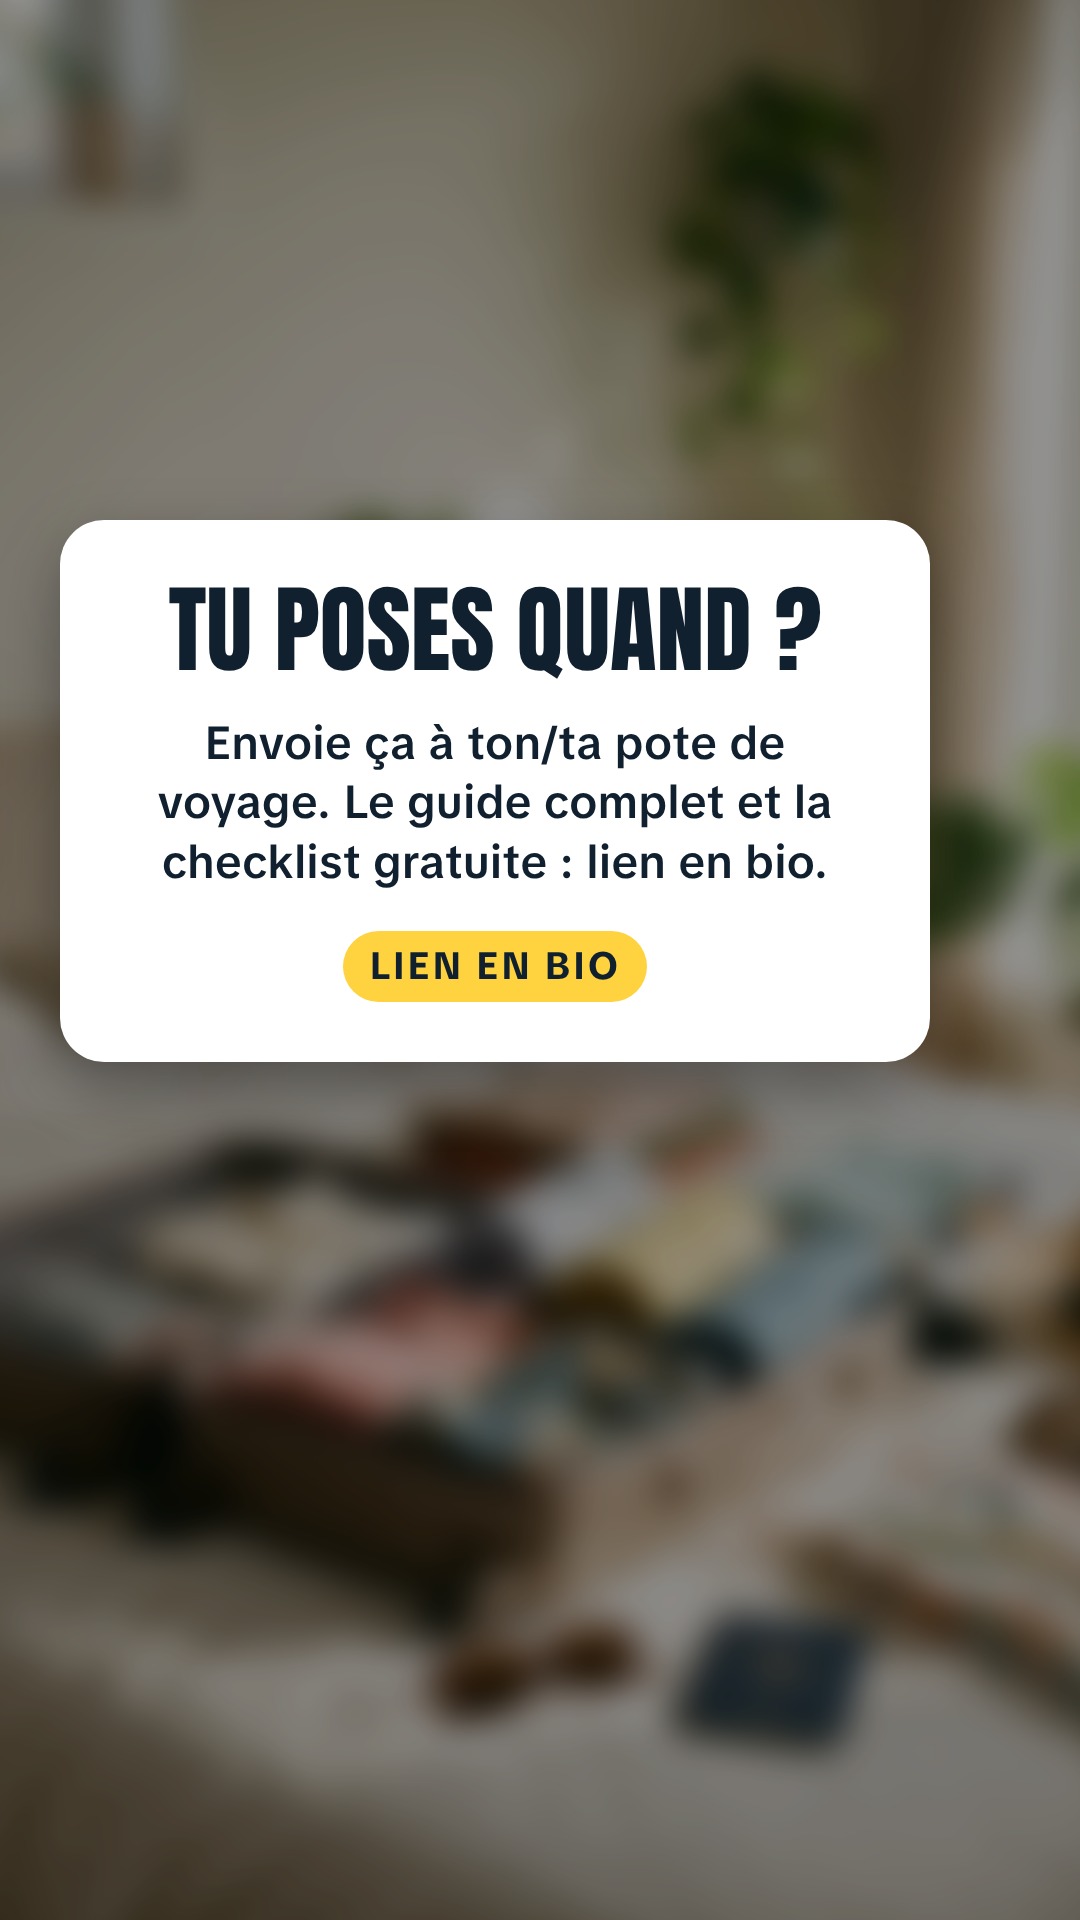 TU POSES QUAND ?
Envoie ça à ton/ta pote de
voyage. Le guide complet et la
checklist gratuite : lien en bio.
LIEN EN BIO